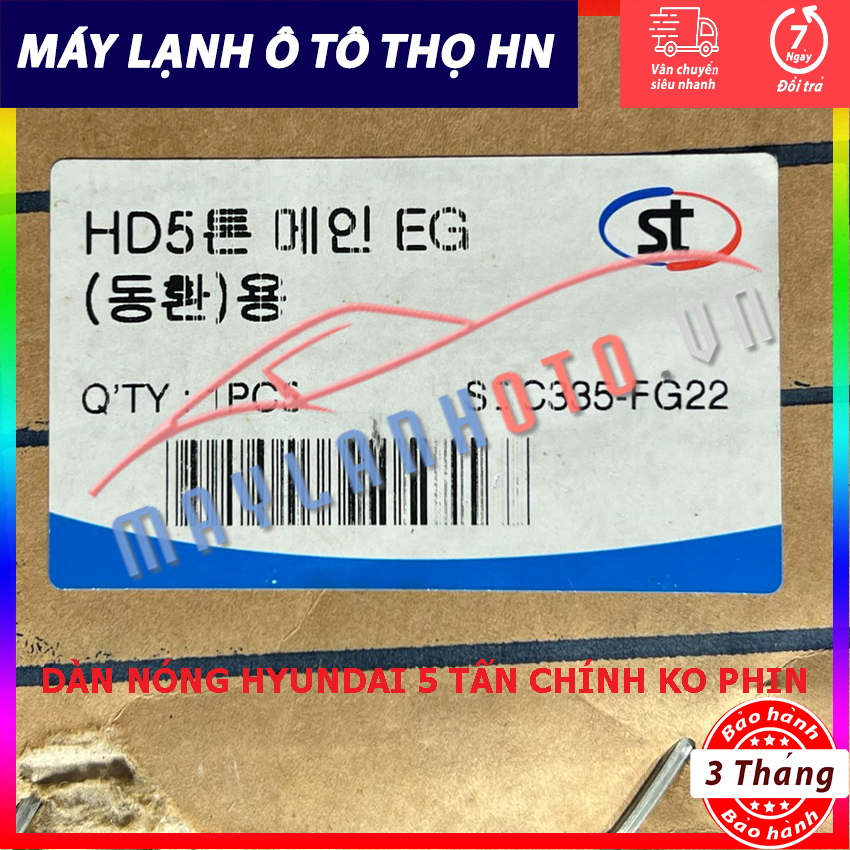 MÁY LẠNH Ô TÔ THỌ HN
Vân chuyển
siêu nhanh
7
Ngày
Đổi trả
HD5톤 메인 EG
(동환)용
st
Q'TY : 1PCS
C335-FG22
MAYLANHOTO.vn
DÀN NÓNG HYUNDAI 5 TẤN CHÍNH KO PHIN
Bảo hành
3 Tháng
Bảo hành